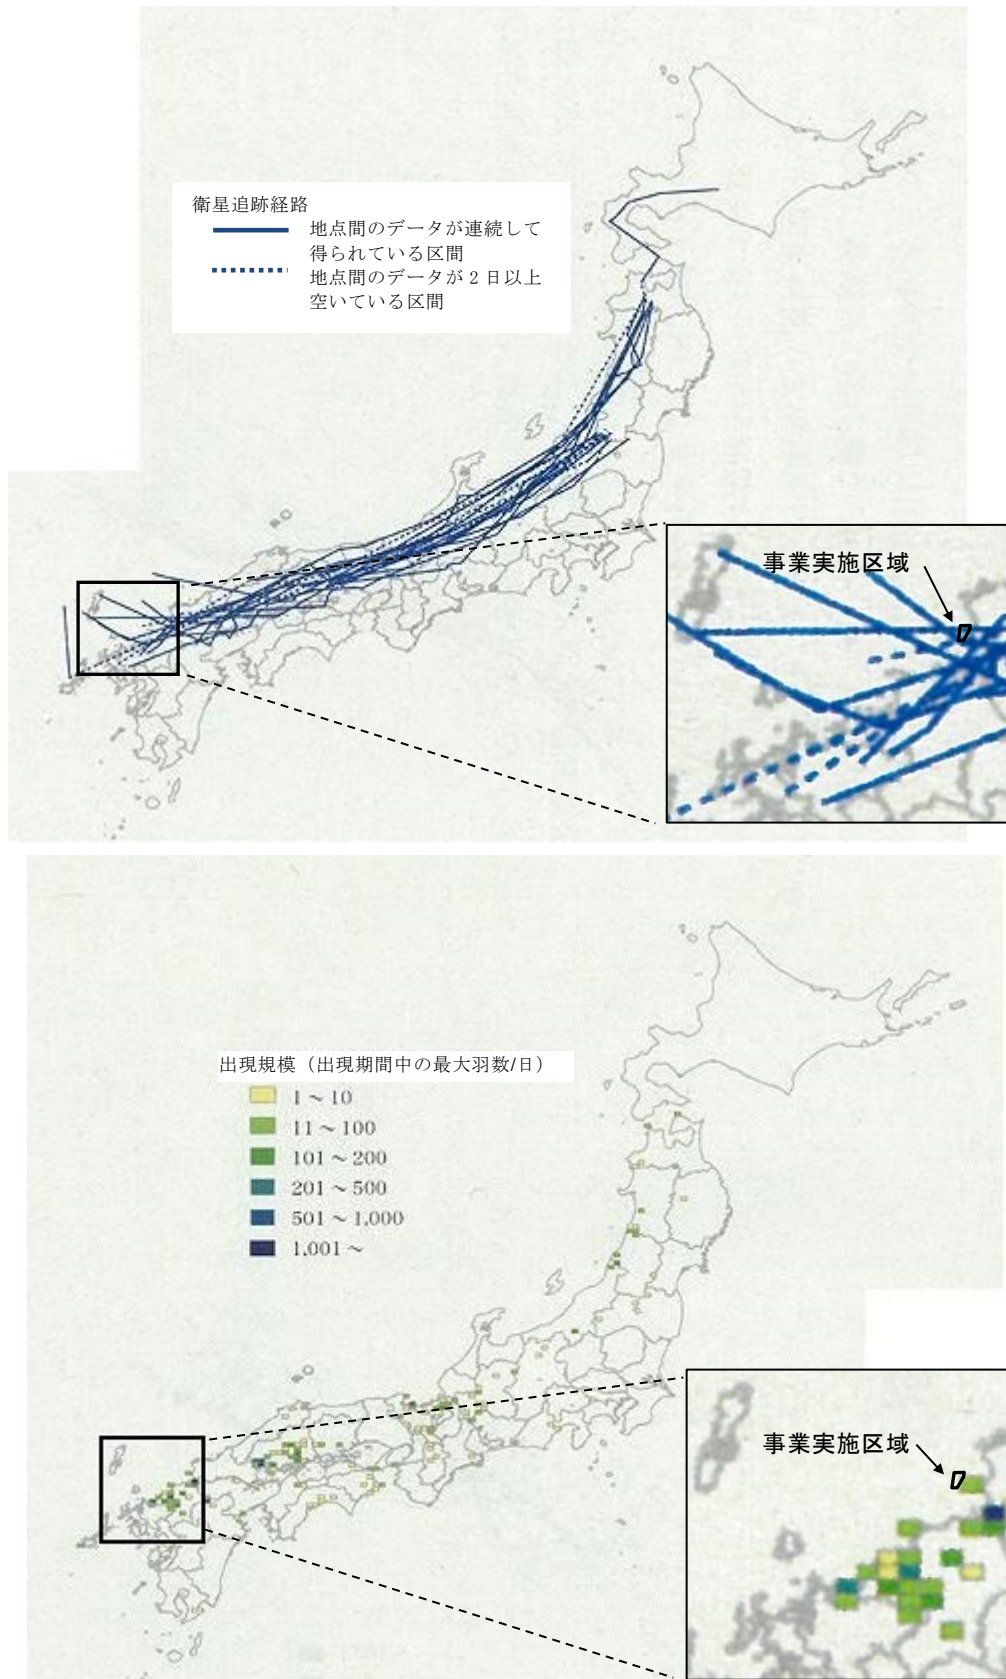 衛星追跡経路
地点間のデータが連続して
得られている区間
地点間のデータが2日以上
空いている区間
事業実施区域
出現規模（出現期間中の最大羽数/日）
1～10
11～100
101～200
201～500
501～1,000
1,001～
事業実施区域